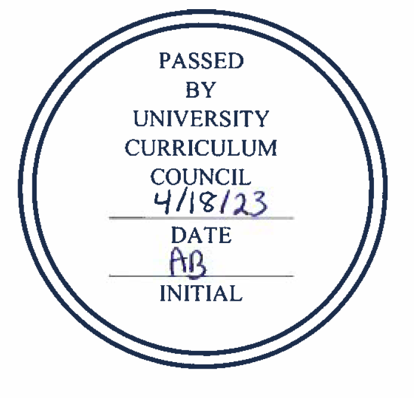 PASSED
BY
UNIVERSITY
CURRICULUM
COUNCIL
4/18/23
DATE
AB
INITIAL